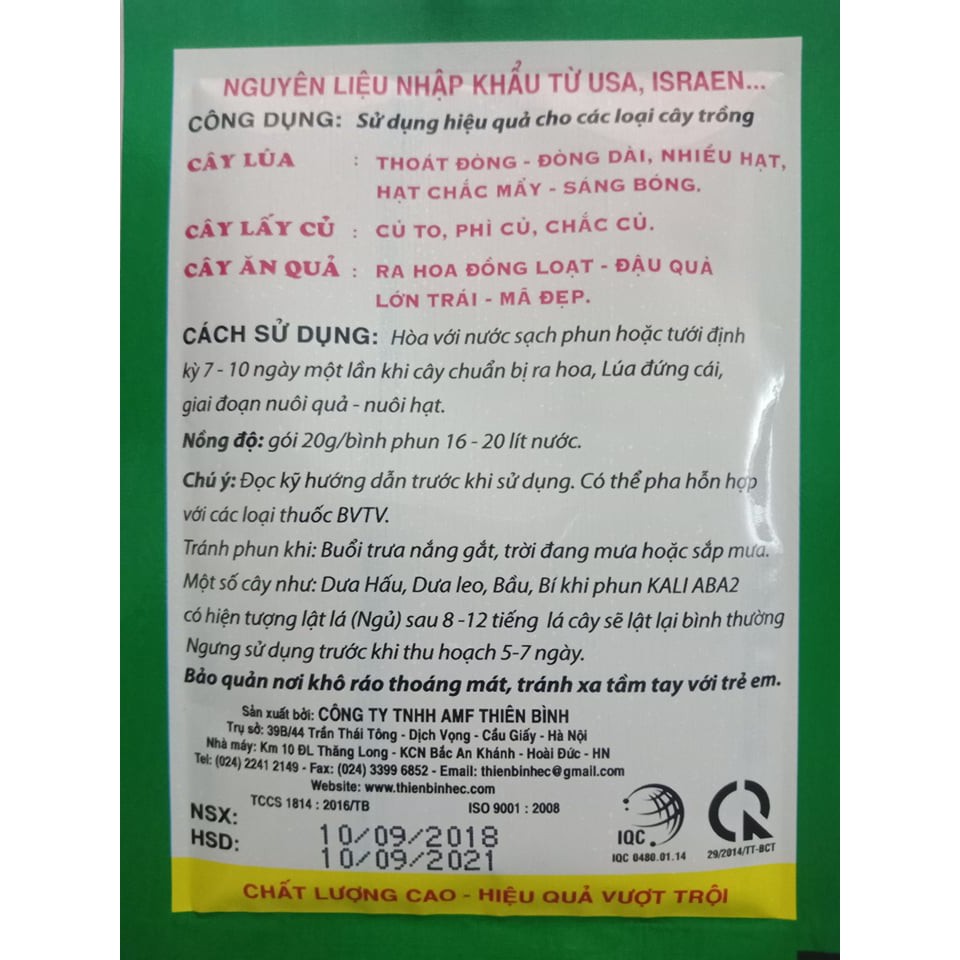 NGUYÊN LIỆU NHẬP KHẨU TỪ USA, ISRAEN...
CÔNG DỤNG: Sử dụng hiệu quả cho các loại cây trồng
CÂY LÚA : THOÁT ĐÒNG - ĐÒNG DÀI, NHIỀU HẠT,
HẠT CHẮC MẨY - SÁNG BÓNG.
CÂY LẤY CỦ : CỦ TO, PHÌ CỦ, CHẮC CỦ.
CÂY ĂN QUẢ : RA HOA ĐỒNG LOẠT - ĐẬU QUẢ
LỚN TRÁI - MÃ ĐẸP.
CÁCH SỬ DỤNG: Hòa với nước sạch phun hoặc tưới định
kỳ 7 - 10 ngày một lần khi cây chuẩn bị ra hoa, Lúa đứng cái,
giai đoạn nuôi quả - nuôi hạt.
Nồng độ: gói 20g/bình phun 16 - 20 lít nước.
Chú ý: Đọc kỹ hướng dẫn trước khi sử dụng. Có thể pha hỗn hợp
với các loại thuốc BVTV.
Tránh phun khi: Buổi trưa nắng gắt, trời đang mưa hoặc sắp mưa.
Một số cây như: Dưa Hấu, Dưa leo, Bầu, Bí khi phun KALI ABA2
có hiện tượng lật lá (Ngủ) sau 8 -12 tiếng lá cây sẽ lật lại bình thường
Ngưng sử dụng trước khi thu hoạch 5-7 ngày.
Bảo quản nơi khô ráo thoáng mát, tránh xa tầm tay với trẻ em.
Sản xuất bởi: CÔNG TY TNHH AMF THIÊN BÌNH
Trụ sở: 39B/44 Trần Thái Tông - Dịch Vọng - Cầu Giấy - Hà Nội
Nhà máy: Km 10 ĐL Thăng Long - KCN Bắc An Khánh - Hoài Đức - HN
Tel: (024) 2241 2149 - Fax: (024) 3399 6852 - Email: thienbinhec@gmail.com
Website: www.thienbinhec.com
TCCS 1814 : 2016/TB ISO 9001 : 2008
NSX: 10/09/2018
HSD: 10/09/2021
IQC
IQC 0480.01.14
29/2014/TT-BCT
CHẤT LƯỢNG CAO - HIỆU QUẢ VƯỢT TRỘI